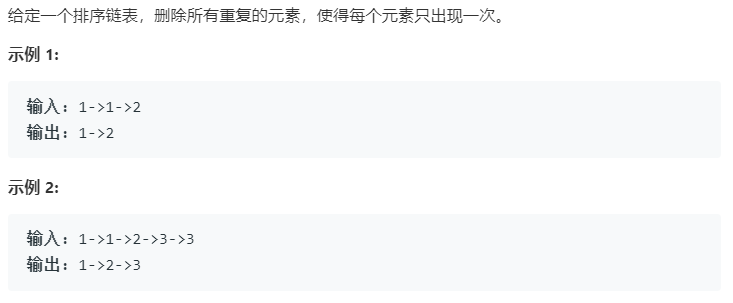 给定一个排序链表，删除所有重复的元素，使得每个元素只出现一次。
示例 1:
输入: 1->1->2
输出: 1->2
示例 2:
输入: 1->1->2->3->3
输出: 1->2->3